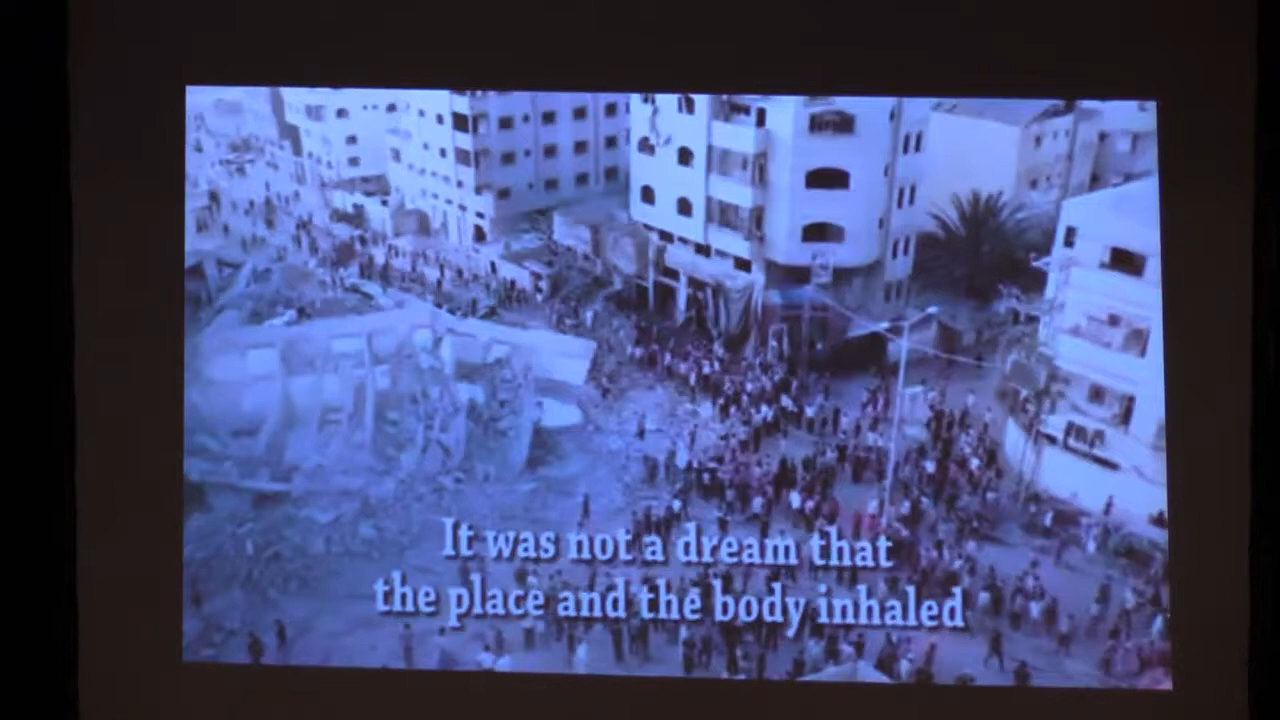 It was not a dream that
the place and the body inhaled